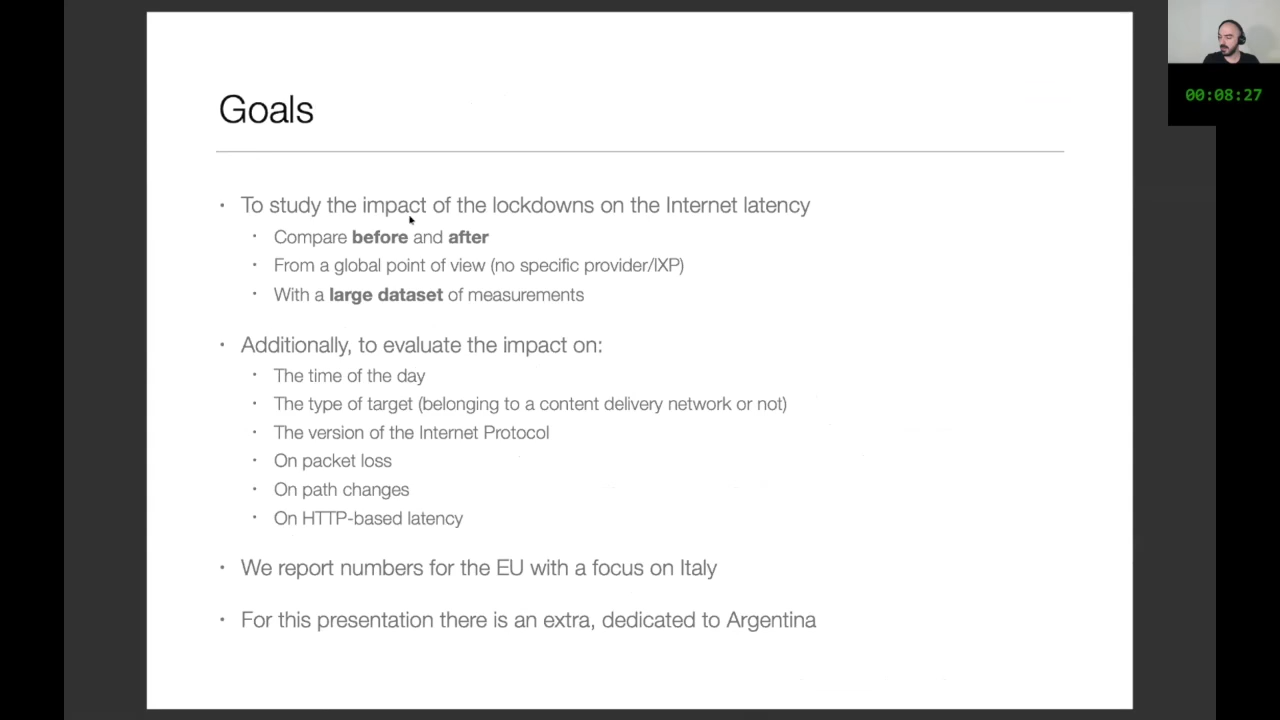 Goals
00:08:27
· To study the impact of the lockdowns on the Internet latency
· Compare before and after
· From a global point of view (no specific provider/IXP)
· With a large dataset of measurements
· Additionally, to evaluate the impact on:
· The time of the day
· The type of target (belonging to a content delivery network or not)
· The version of the Internet Protocol
· On packet loss
· On path changes
· On HTTP-based latency
· We report numbers for the EU with a focus on Italy
· For this presentation there is an extra, dedicated to Argentina